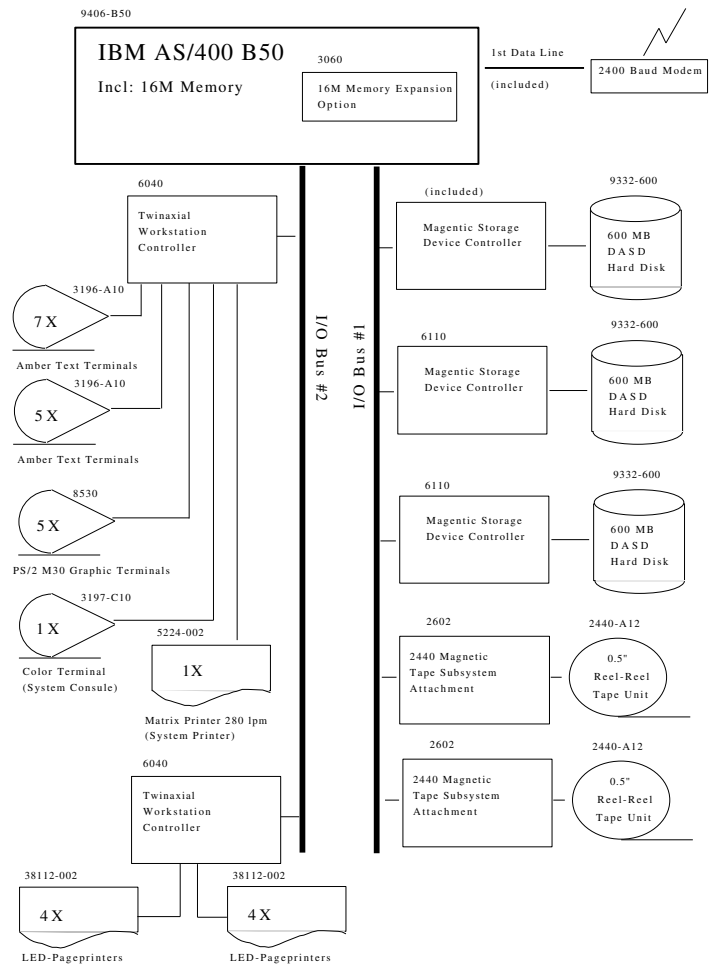 9406-B50
IBM AS/400 B50
Incl: 16M Memory
3060
16M Memory Expansion
Option
1st Data Line
(included)
2400 Baud Modem
6040
Twinaxial
Workstation
Controller
3196-A10
7 X
Amber Text Terminals
3196-A10
5 X
Amber Text Terminals
8530
5 X
PS/2 M30 Graphic Terminals
3197-C10
1 X
Color Terminal
(System Consule)
5224-002
1X
Matrix Printer 280 lpm
(System Printer)
6040
Twinaxial
Workstation
Controller
38112-002
4 X
LED-Pageprinters
38112-002
4 X
LED-Pageprinters
I/O Bus #2
I/O Bus #1
(included)
Magentic Storage
Device Controller
9332-600
600 MB
DASD
Hard Disk
6110
Magentic Storage
Device Controller
9332-600
600 MB
DASD
Hard Disk
6110
Magentic Storage
Device Controller
9332-600
600 MB
DASD
Hard Disk
2602
2440 Magnetic
Tape Subsystem
Attachment
2440-A12
0.5"
Reel-Reel
Tape Unit
2602
2440 Magnetic
Tape Subsystem
Attachment
2440-A12
0.5"
Reel-Reel
Tape Unit